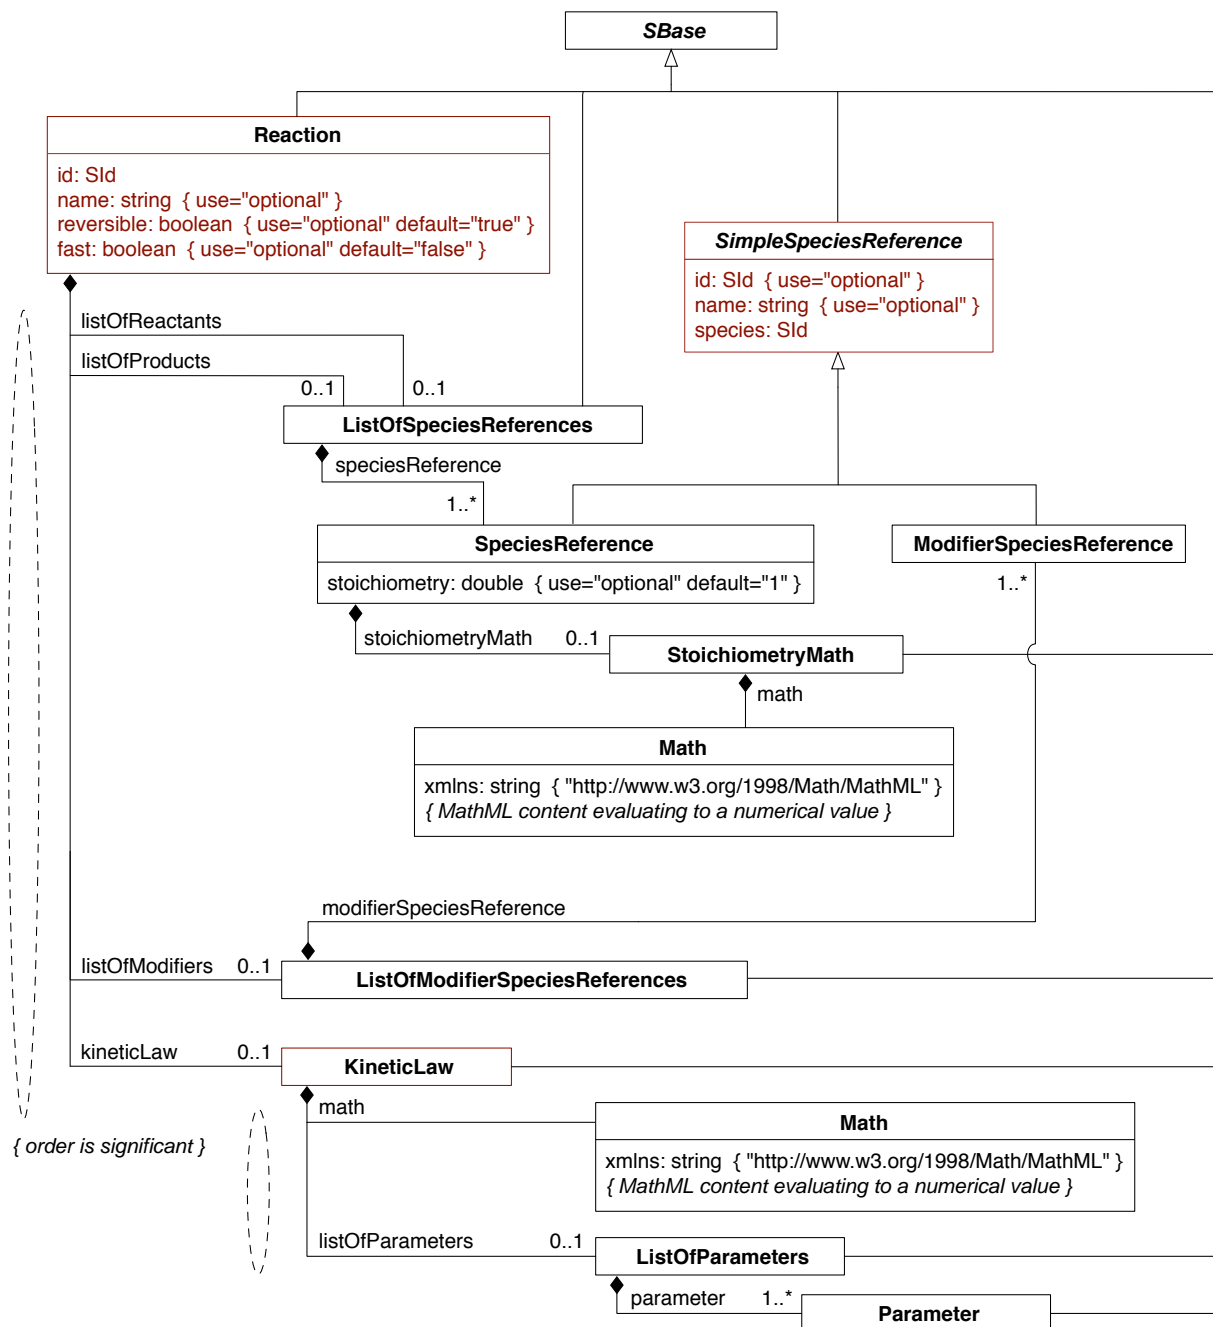 SBase
Reaction
id: SId
name: string { use="optional" }
reversible: boolean { use="optional" default="true" }
fast: boolean { use="optional" default="false" }
SimpleSpeciesReference
id: SId { use="optional" }
name: string { use="optional" }
species: SId
listOfReactants
listOfProducts
0..1
0..1
ListOfSpeciesReferences
speciesReference
1..*
SpeciesReference
stoichiometry: double { use="optional" default="1" }
ModifierSpeciesReference
1..*
stoichiometryMath
0..1
StoichiometryMath
math
Math
xmlns: string { "http://www.w3.org/1998/Math/MathML" }
{ MathML content evaluating to a numerical value }
modifierSpeciesReference
listOfModifiers
0..1
ListOfModifierSpeciesReferences
kineticLaw
0..1
KineticLaw
math
{ order is significant }
Math
xmlns: string { "http://www.w3.org/1998/Math/MathML" }
{ MathML content evaluating to a numerical value }
listOfParameters
0..1
ListOfParameters
parameter
1..*
Parameter